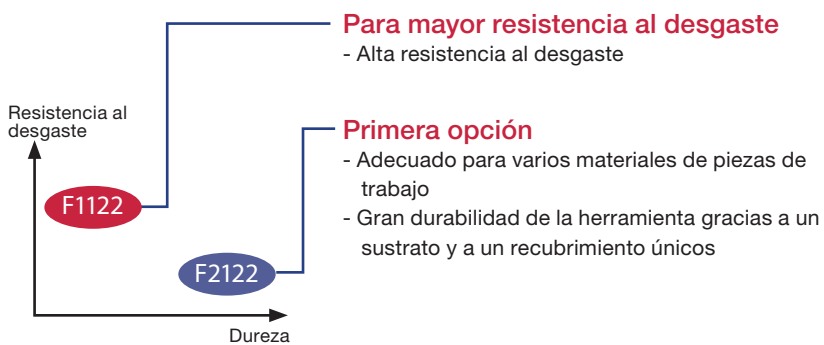 Para mayor resistencia al desgaste
- Alta resistencia al desgaste
Resistencia al
desgaste
Primera opción
- Adecuado para varios materiales de piezas de
trabajo
- Gran durabilidad de la herramienta gracias a un
sustrato y a un recubrimiento únicos
F1122
F2122
Dureza